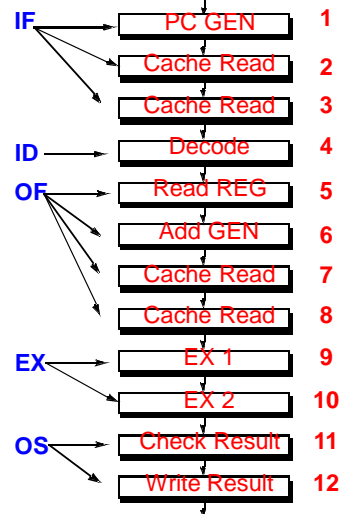 IF PC GEN 1
Cache Read 2
Cache Read 3
ID Decode 4
OF Read REG 5
Add GEN 6
Cache Read 7
Cache Read 8
EX EX 1 9
EX 2 10
OS Check Result 11
Write Result 12